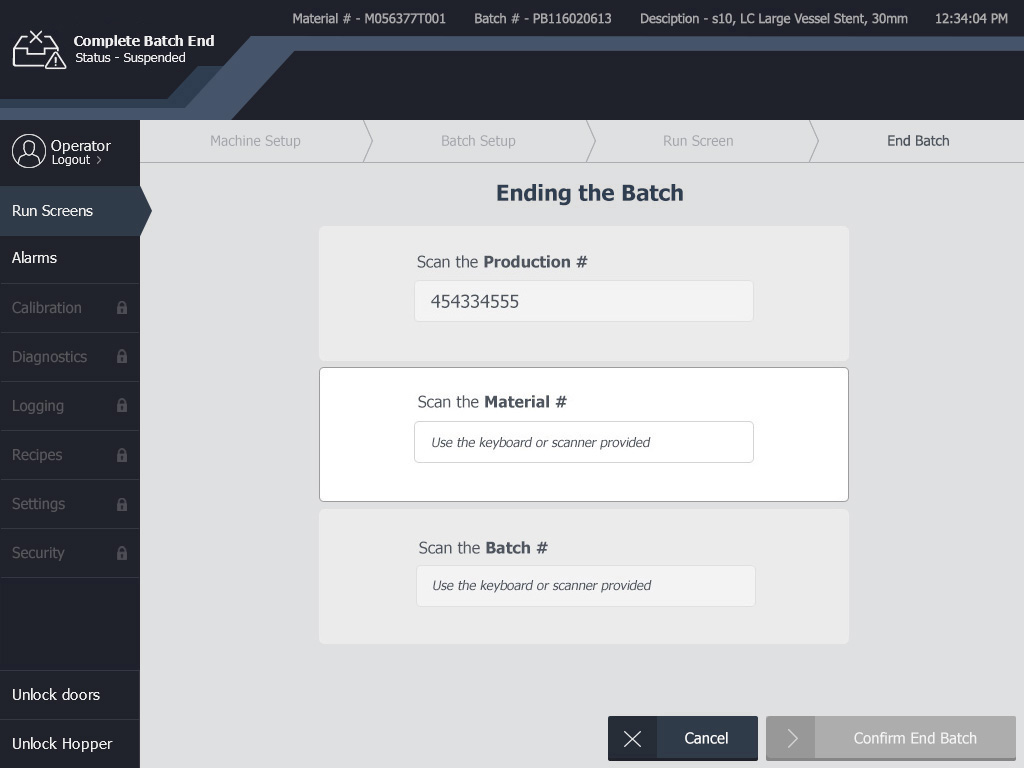 Material # - M056377T001 Batch # - PB116020613 Desciption - s10, LC Large Vessel Stent, 30mm 12:34:04 PM
Complete Batch End
Status - Suspended
Operator
Logout >
Machine Setup Batch Setup Run Screen End Batch
Run Screens
Alarms
Calibration
Diagnostics
Logging
Recipes
Settings
Security
Unlock doors
Unlock Hopper
Ending the Batch
Scan the Production #
454334555
Scan the Material #
Use the keyboard or scanner provided
Scan the Batch #
Use the keyboard or scanner provided
Cancel Confirm End Batch